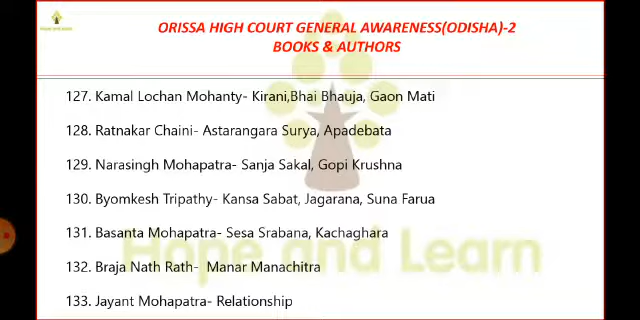 ORISSA HIGH COURT GENERAL AWARENESS(ODISHA)-2
BOOKS & AUTHORS
127. Kamal Lochan Mohanty- Kirani,Bhai Bhauja, Gaon Mati
128. Ratnakar Chaini- Astarangara Surya, Apadebata
129. Narasingh Mohapatra- Sanja Sakal, Gopi Krushna
130. Byomkesh Tripathy- Kansa Sabat, Jagarana, Suna Farua
131. Basanta Mohapatra- Sesa Srabana, Kachaghara
Hope and Learn
132. Braja Nath Rath- Manar Manachitra
133. Jayant Mohapatra- Relationship